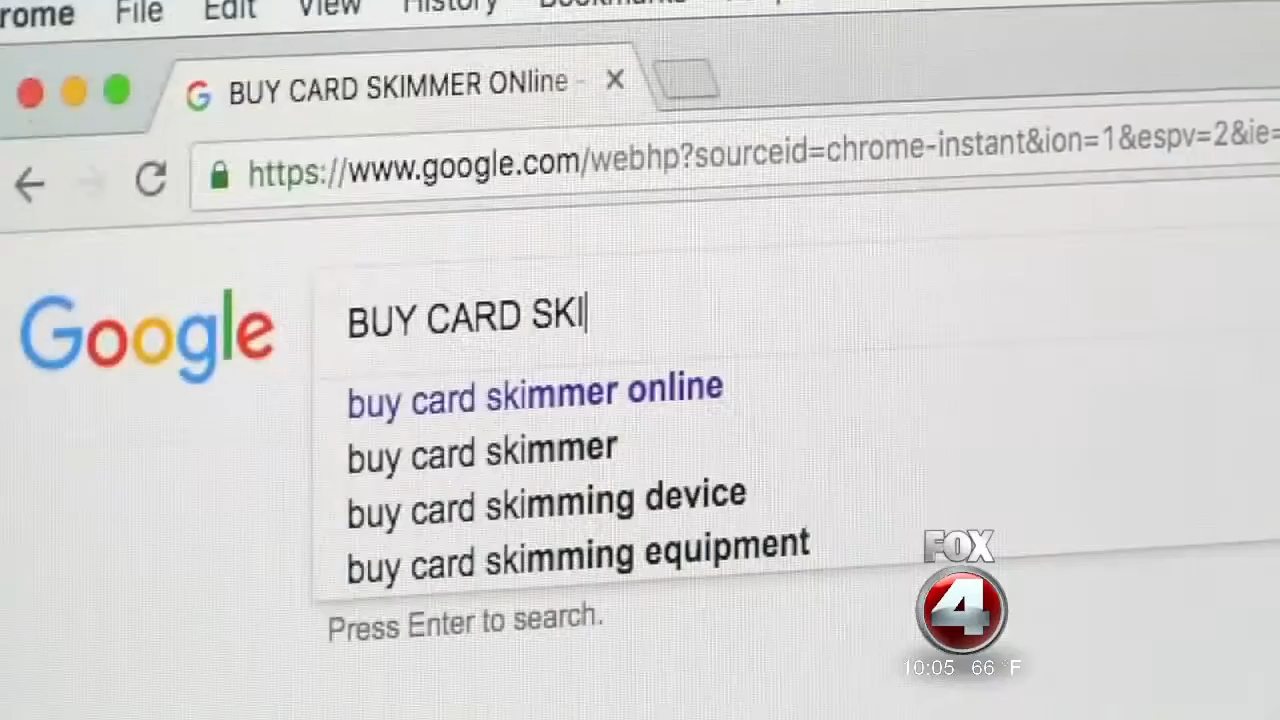 rome File Edit View History
BUY CARD SKIMMER ONline -
https://www.google.com/webhp?sourceid=chrome-instant&ion=1&espv=2&ie=
Google
BUY CARD SKI
buy card skimmer online
buy card skimmer
buy card skimming device
buy card skimming equipment
Press Enter to search.
FOX
4
10:05 66 °F